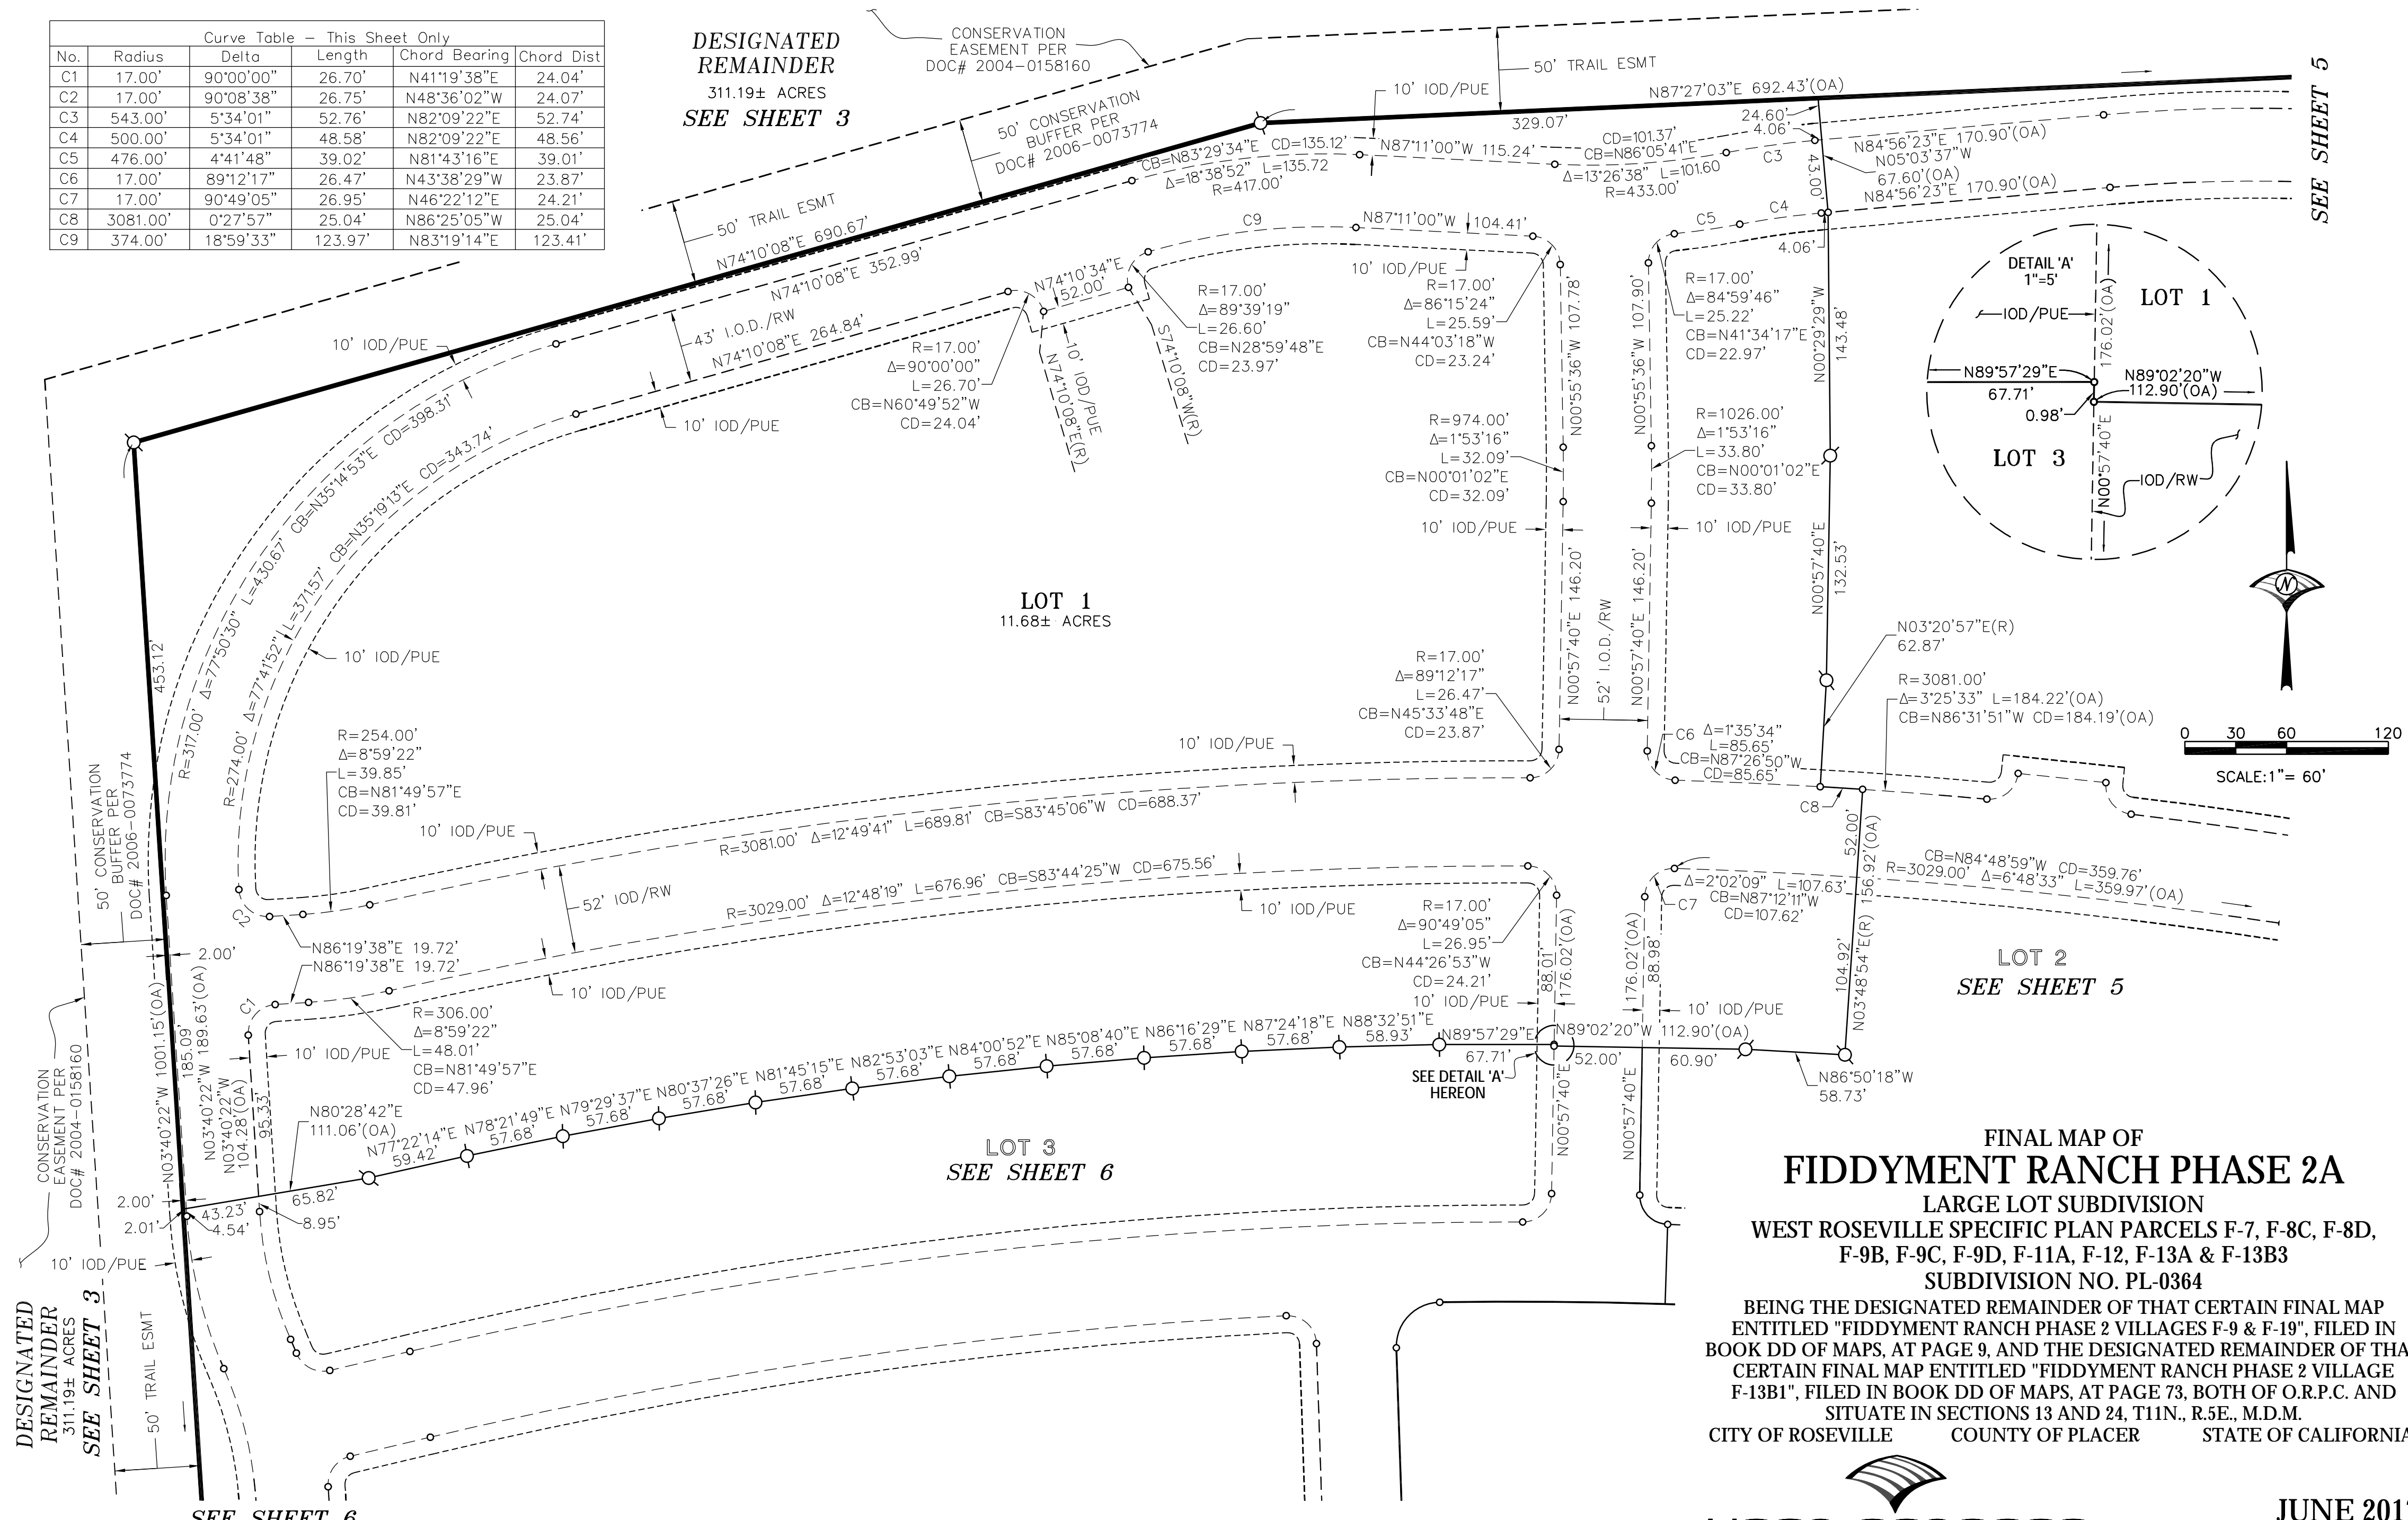 Curve Table – This Sheet Only
No. Radius Delta Length Chord Bearing Chord Dist
C1 17.00' 90°00'00" 26.70' N41°19'38"E 24.04'
C2 17.00' 90°08'38" 26.75' N48°36'02"W 24.07'
C3 543.00' 5°34'01" 52.76' N82°09'22"E 52.74'
C4 500.00' 5°34'01" 48.58' N82°09'22"E 48.56'
C5 476.00' 4°41'48" 39.02' N81°43'16"E 39.01'
C6 17.00' 89°12'17" 26.47' N43°38'29"W 23.87'
C7 17.00' 90°49'05" 26.95' N46°22'12"E 24.21'
C8 3081.00' 0°27'57" 25.04' N86°25'05"W 25.04'
C9 374.00' 18°59'33" 123.97' N83°19'14"E 123.41'
DESIGNATED
REMAINDER
311.19± ACRES
SEE SHEET 3
CONSERVATION
EASEMENT PER
DOC# 2004-0158160
50' CONSERVATION
BUFFER PER
DOC# 2006-0073774
50' TRAIL ESMT
10' IOD/PUE
N87°27'03"E 692.43'(OA)
329.07'
SEE SHEET 5
24.60'
4.06'
CB=N83°29'34"E CD=135.12'
Δ=18°38'52" L=135.72
R=417.00'
N87°11'00"W 115.24'
CD=101.37'
CB=N86°05'41"E
Δ=13°26'38" L=101.60
R=433.00'
C3
43.00'
N84°56'23"E 170.90'(OA)
N05°03'37"W
67.60'(OA)
N84°56'23"E 170.90'(OA)
50' TRAIL ESMT
N74°10'08"E 690.67'
N74°10'08"E 352.99'
43' I.O.D./RW
N74°10'08"E 264.84'
10' IOD/PUE
10' IOD/PUE
N74°10'34"E
52.00'
C9
N87°11'00"W
104.41'
10' IOD/PUE
C5
C4
4.06'
R=17.00'
Δ=90°00'00"
L=26.70'
CB=N60°49'52"W
CD=24.04'
10' IOD/PUE
N74°10'08"E(R)
S74°10'08"W(R)
R=17.00'
Δ=89°39'19"
L=26.60'
CB=N28°59'48"E
CD=23.97'
R=17.00'
Δ=86°15'24"
L=25.59'
CB=N44°03'18"W
CD=23.24'
N00°55'36"W 107.78'
N00°55'36"W 107.90'
R=17.00'
Δ=84°59'46"
L=25.22'
CB=N41°34'17"E
CD=22.97'
N00°29'29"W
143.48'
DETAIL 'A'
1"=5'
LOT 1
IOD/PUE
176.02'(OA)
N89°57'29"E
67.71'
N89°02'20"W
112.90'(OA)
0.98'
LOT 3
N00°57'40"E
IOD/RW
R=974.00'
Δ=1°53'16"
L=32.09'
CB=N00°01'02"E
CD=32.09'
R=1026.00'
Δ=1°53'16"
L=33.80'
CB=N00°01'02"E
CD=33.80'
10' IOD/PUE
10' IOD/PUE
N00°57'40"E 146.20'
52' I.O.D./RW
N00°57'40"E 146.20'
N00°57'40"E
132.53'
R=317.00' Δ=77°50'30" L=430.67' CB=N35°14'53"E CD=398.31'
R=274.00' Δ=77°41'52" L=371.57' CB=N35°19'13"E CD=343.74'
LOT 1
11.68± ACRES
453.12'
10' IOD/PUE
N03°20'57"E(R)
62.87'
R=3081.00'
Δ=3°25'33" L=184.22'(OA)
CB=N86°31'51"W CD=184.19'(OA)
N
0 30 60 120
SCALE:1"= 60'
R=17.00'
Δ=89°12'17"
L=26.47'
CB=N45°33'48"E
CD=23.87'
C6
Δ=1°35'34"
L=85.65'
CB=N87°26'50"W
CD=85.65'
C8
R=254.00'
Δ=8°59'22"
L=39.85'
CB=N81°49'57"E
CD=39.81'
10' IOD/PUE
10' IOD/PUE
R=3081.00' Δ=12°49'41" L=689.81' CB=S83°45'06"W CD=688.37'
50' CONSERVATION
BUFFER PER
DOC# 2006-0073774
C2
52' IOD/RW
R=3029.00' Δ=12°48'19" L=676.96' CB=S83°44'25"W CD=675.56'
10' IOD/PUE
N86°19'38"E 19.72'
N86°19'38"E 19.72'
2.00'
C1
10' IOD/PUE
R=306.00'
Δ=8°59'22"
L=48.01'
CB=N81°49'57"E
CD=47.96'
10' IOD/PUE
R=17.00'
Δ=90°49'05"
L=26.95'
CB=N44°26'53"W
CD=24.21'
10' IOD/PUE
88.01'
176.02'(OA)
176.02'(OA)
88.98'
C7
Δ=2°02'09" L=107.63'
CB=N87°12'11"W
CD=107.62'
10' IOD/PUE
52.00'
104.92'
N03°48'54"E(R) 156.92'(OA)
CB=N84°48'59"W CD=359.76'
R=3029.00' Δ=6°48'33" L=359.97'(OA)
LOT 2
SEE SHEET 5
CONSERVATION
EASEMENT PER
DOC# 2004-0158160
N03°40'22"W 1001.15'(OA)
185.09'
N03°40'22"W 189.63'(OA)
N03°40'22"W
104.28'(OA)
95.33'
N80°28'42"E
111.06'(OA)
65.82'
43.23'
8.95'
2.00'
2.01'
4.54'
10' IOD/PUE
N77°22'14"E
59.42'
N78°21'49"E
57.68'
N79°29'37"E
57.68'
N80°37'26"E
57.68'
N81°45'15"E
57.68'
N82°53'03"E
57.68'
N84°00'52"E
57.68'
N85°08'40"E
57.68'
N86°16'29"E
57.68'
N87°24'18"E
57.68'
N88°32'51"E
58.93'
N89°57'29"E
67.71'
SEE DETAIL 'A'
HEREON
N89°02'20"W 112.90'(OA)
52.00'
60.90'
N86°50'18"W
58.73'
N00°57'40"E
N00°57'40"E
LOT 3
SEE SHEET 6
DESIGNATED
REMAINDER
311.19± ACRES
SEE SHEET 3
50' TRAIL ESMT
SEE SHEET 6
FINAL MAP OF
FIDDYMENT RANCH PHASE 2A
LARGE LOT SUBDIVISION
WEST ROSEVILLE SPECIFIC PLAN PARCELS F-7, F-8C, F-8D,
F-9B, F-9C, F-9D, F-11A, F-12, F-13A & F-13B3
SUBDIVISION NO. PL-0364
BEING THE DESIGNATED REMAINDER OF THAT CERTAIN FINAL MAP
ENTITLED "FIDDYMENT RANCH PHASE 2 VILLAGES F-9 & F-19", FILED IN
BOOK DD OF MAPS, AT PAGE 9, AND THE DESIGNATED REMAINDER OF THA
CERTAIN FINAL MAP ENTITLED "FIDDYMENT RANCH PHASE 2 VILLAGE
F-13B1", FILED IN BOOK DD OF MAPS, AT PAGE 73, BOTH OF O.R.P.C. AND
SITUATE IN SECTIONS 13 AND 24, T11N., R.5E., M.D.M.
CITY OF ROSEVILLE COUNTY OF PLACER STATE OF CALIFORNIA
JUNE 201